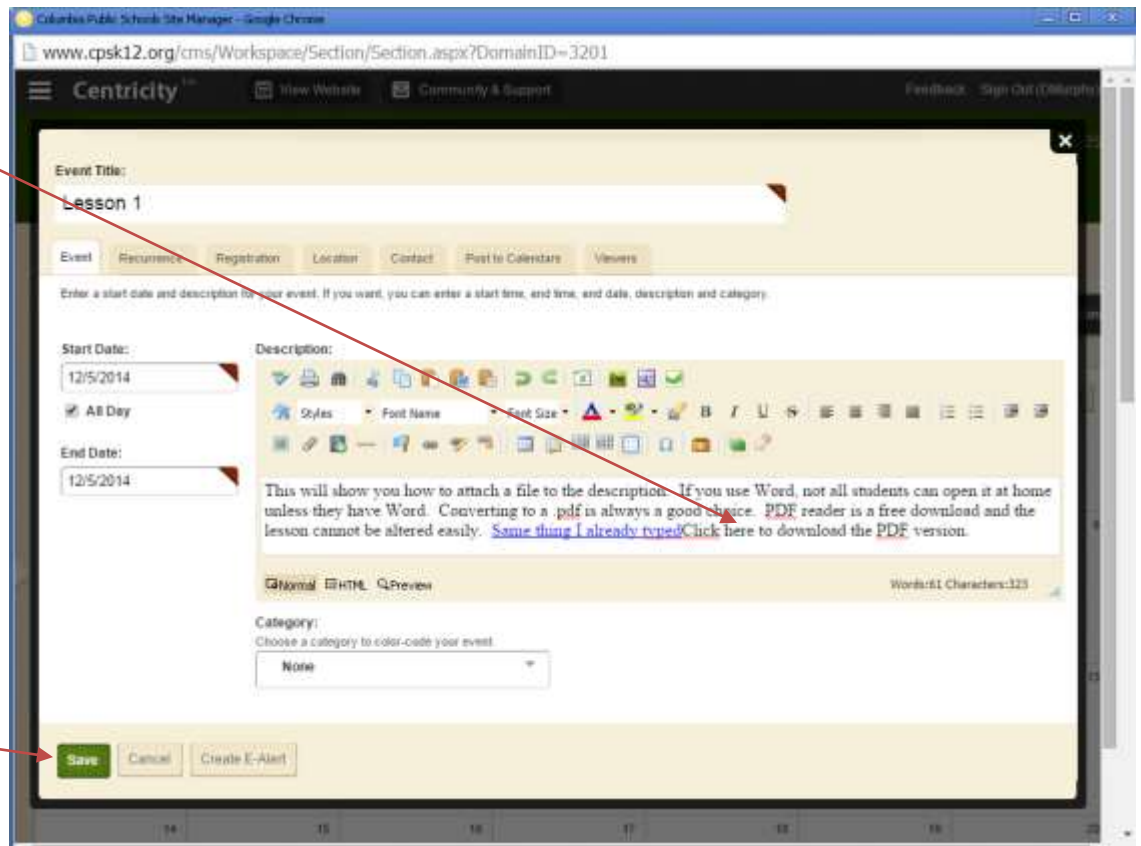 Columbia Public Schools Site Manager - Google Chrome
www.cpsk12.org/cms/Workspace/Section/Section.aspx?DomainID=3201
Centricity View Website Community & Support Feedback Sign Out
Event Title:
Lesson 1
Event Recurrence Registration Location Contact Post to Calendars Viewers
Enter a start date and description for your event. If you want, you can enter a start time, end time, end date, description and category.
Start Date:
12/5/2014
All Day
End Date:
12/5/2014
Description:
Styles Font Name Font Size B I U S
This will show you how to attach a file to the description. If you use Word, not all students can open it at home
unless they have Word. Converting to a .pdf is always a good choice. PDF reader is a free download and the
lesson cannot be altered easily. Same thing I already typedClick here to download the PDF version.
Normal HTML Preview Words:61 Characters:323
Category:
Choose a category to color-code your event
None
Save Cancel Create E-Alert
14 15 16 17 18 19 20